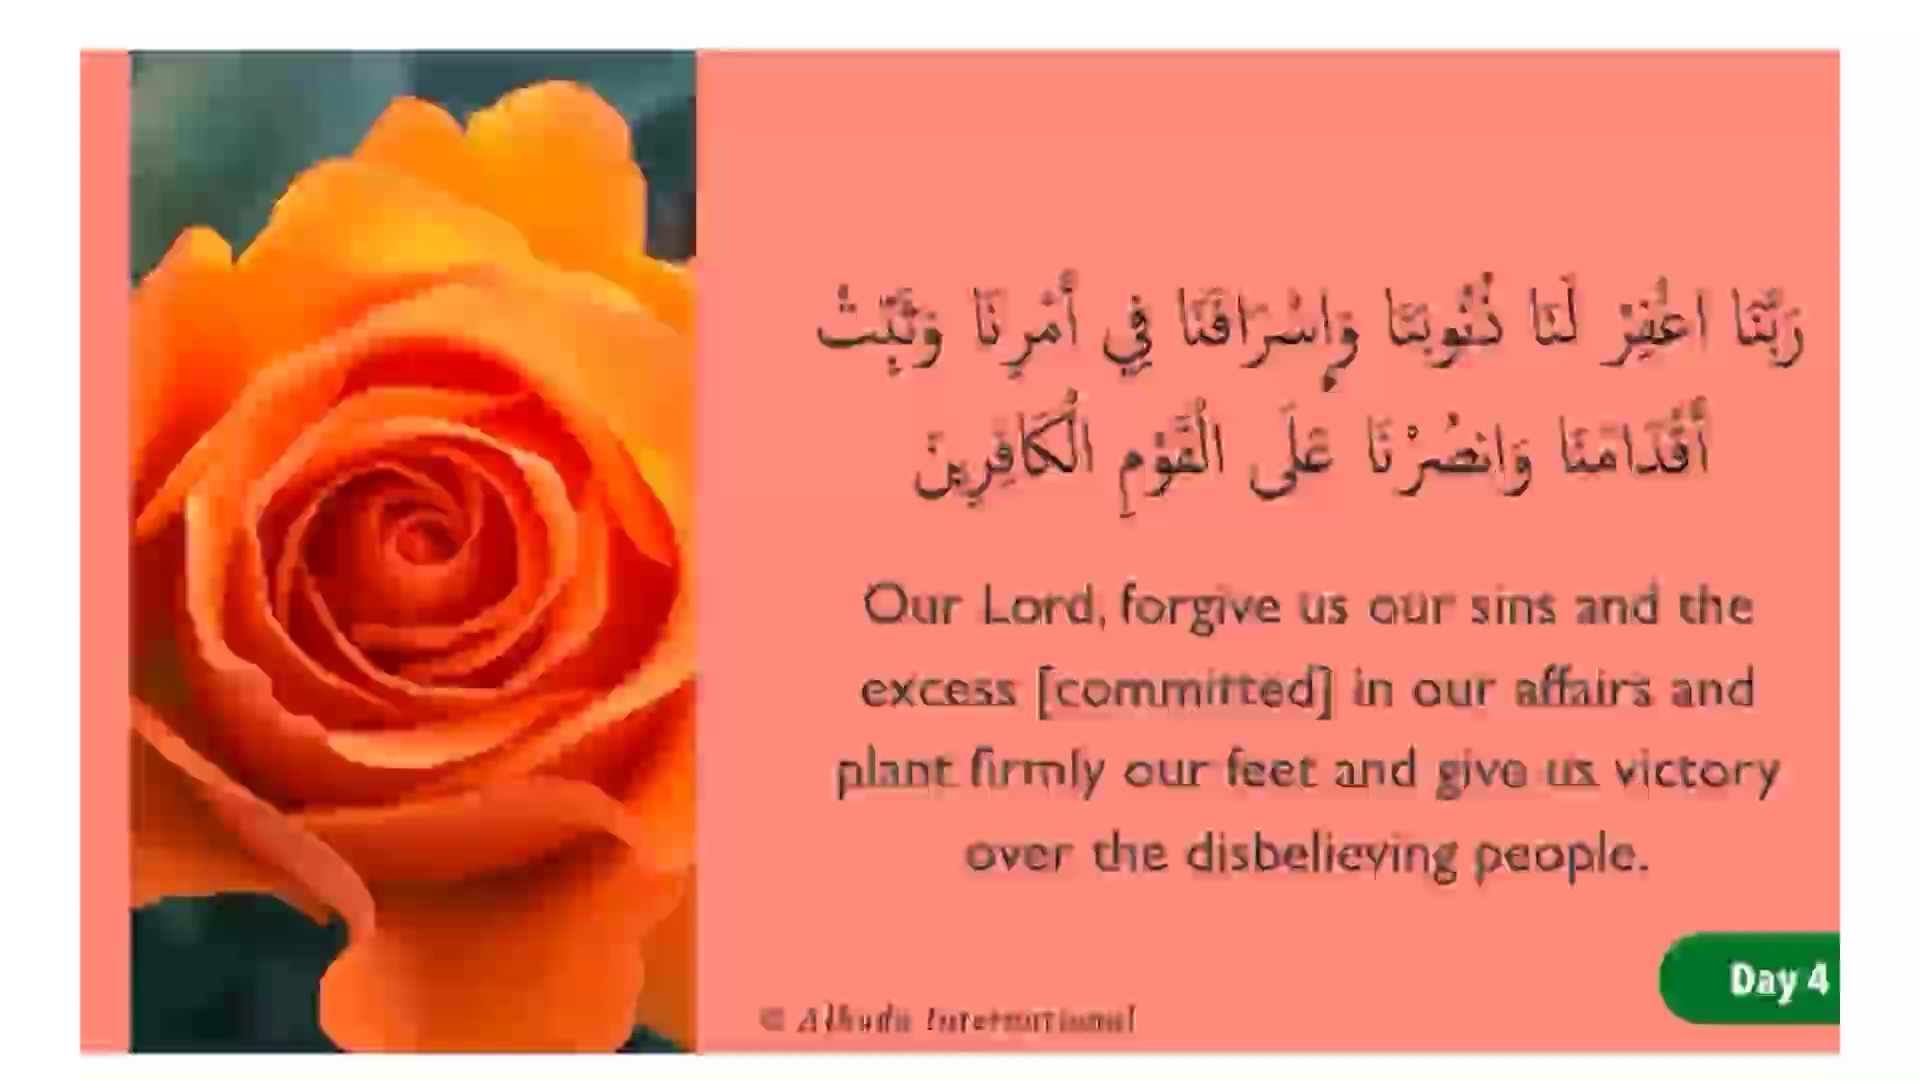 رَبَّنَا اغْفِرْ لَنَا ذُنُوبَنَا وَإِسْرَافَنَا فِي أَمْرِنَا وَثَبِّتْ
أَقْدَامَنَا وَانْصُرْنَا عَلَى الْقَوْمِ الْكَافِرِينَ
Our Lord, forgive us our sins and the
excess [committed] in our affairs and
plant firmly our feet and give us victory
over the disbelieving people.
Day 4
© Alhuda International